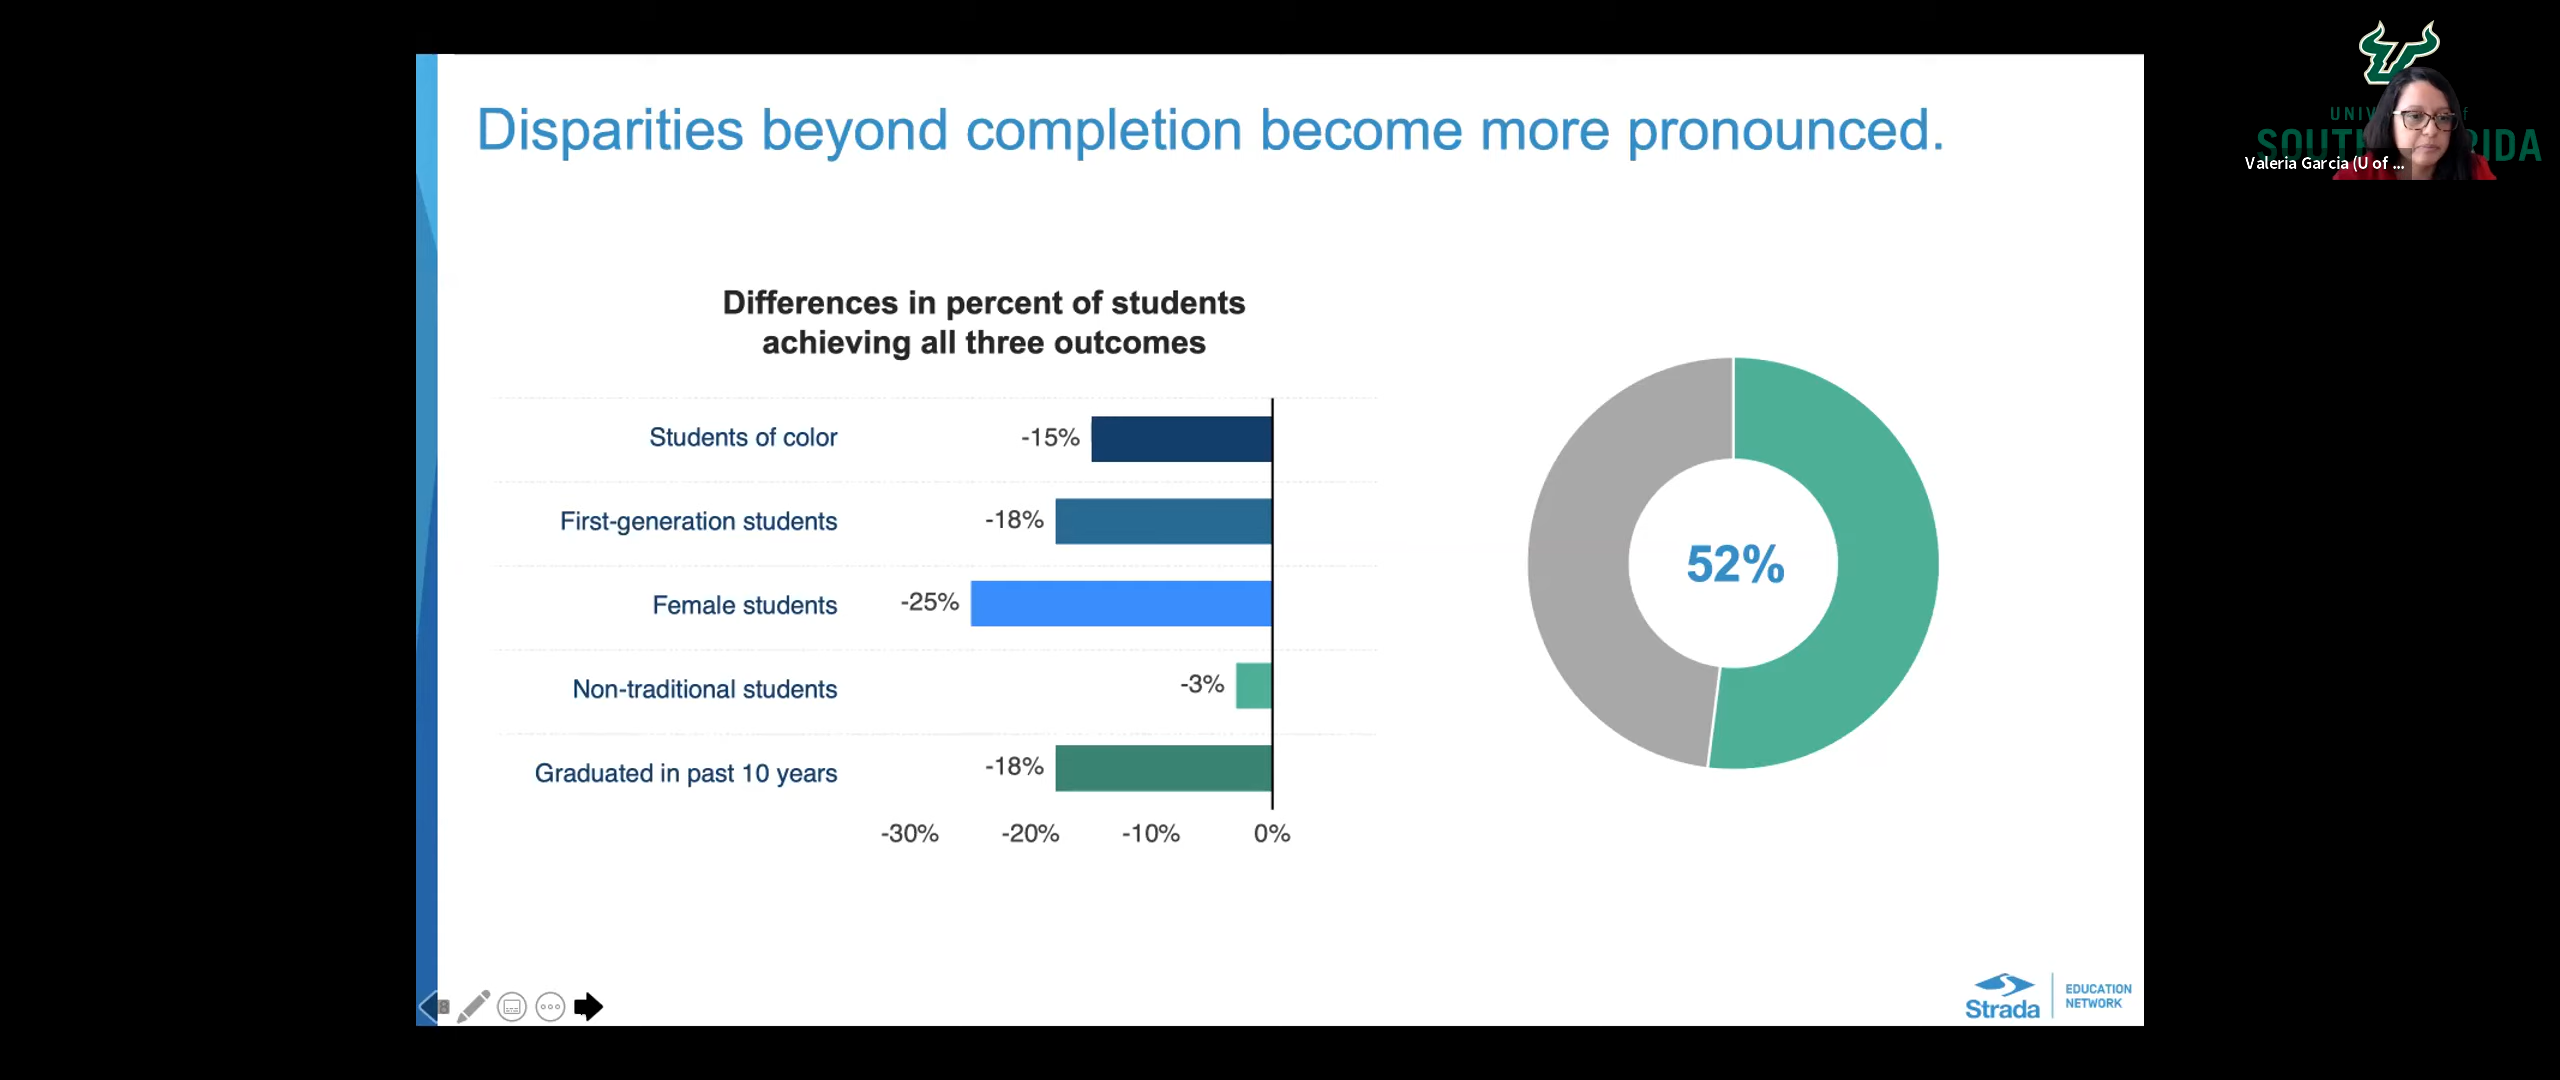 Disparities beyond completion become more pronounced.
Differences in percent of students
achieving all three outcomes
Students of color
-15%
First-generation students
-18%
Female students
-25%
Non-traditional students
-3%
Graduated in past 10 years
-18%
-30% -20% -10% 0%
52%
Strada
EDUCATION
NETWORK
Valeria Garcia (U of ...